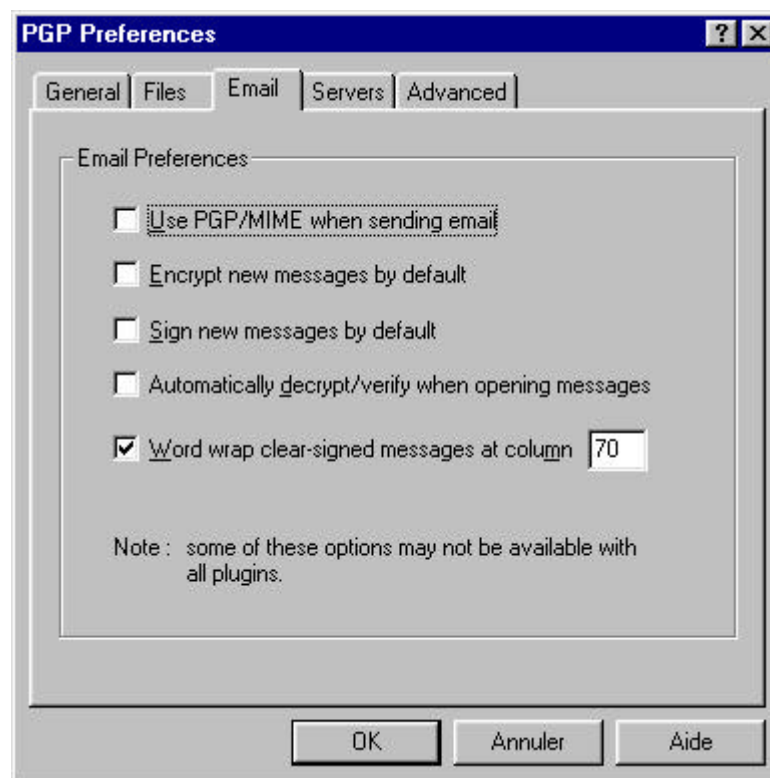 PGP Preferences
General Files Email Servers Advanced
Email Preferences
Use PGP/MIME when sending email
Encrypt new messages by default
Sign new messages by default
Automatically decrypt/verify when opening messages
Word wrap clear-signed messages at column 70
Note : some of these options may not be available with
all plugins.
OK Annuler Aide